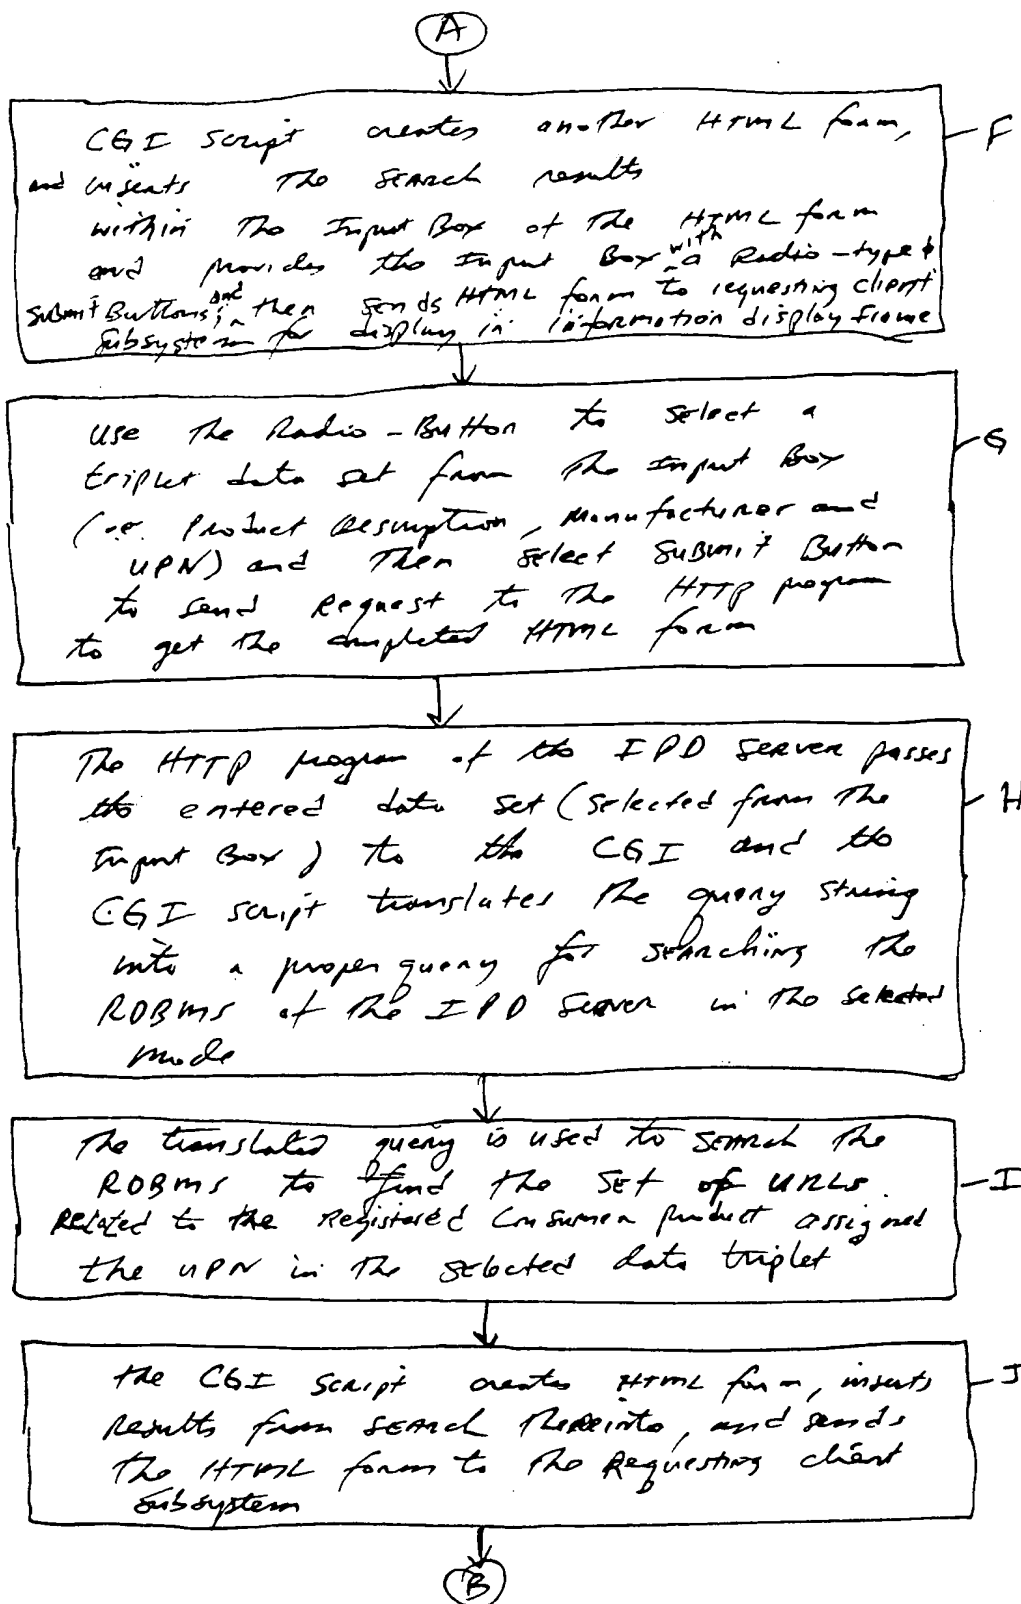 A
CGI Script creates another HTML form, F
and inserts The SEARCH results
within The Input Box of The HTML form
and provides the Input Box with a Radio-type &
Submit Buttons; and then sends HTML form to requesting client
Subsystem for display in information display frame
Use The Radio-Button to select a
triplet data set from The Input Box G
(i.e. Product Description, Manufacturer and
UPN) and Then select SUBMIT Button
to send Request to The HTTP program
to get the completed HTML form
The HTTP program of the IPD SERVER passes
the entered data set (selected from The H
Input Box) to the CGI and the
CGI script translates The query string
into a proper query for SEARCHing The
RDBMS of the IPD Server in the selected
mode
The translated query is used to SEARCH The
RDBMS to find the SET of URLs I
Related to the Registered Consumer product assigned
the UPN in The selected data triplet
the CGI Script creates HTML form, inserts J
Results from SEARCH Thereinto, and sends
The HTML form to The Requesting client
Subsystem
B